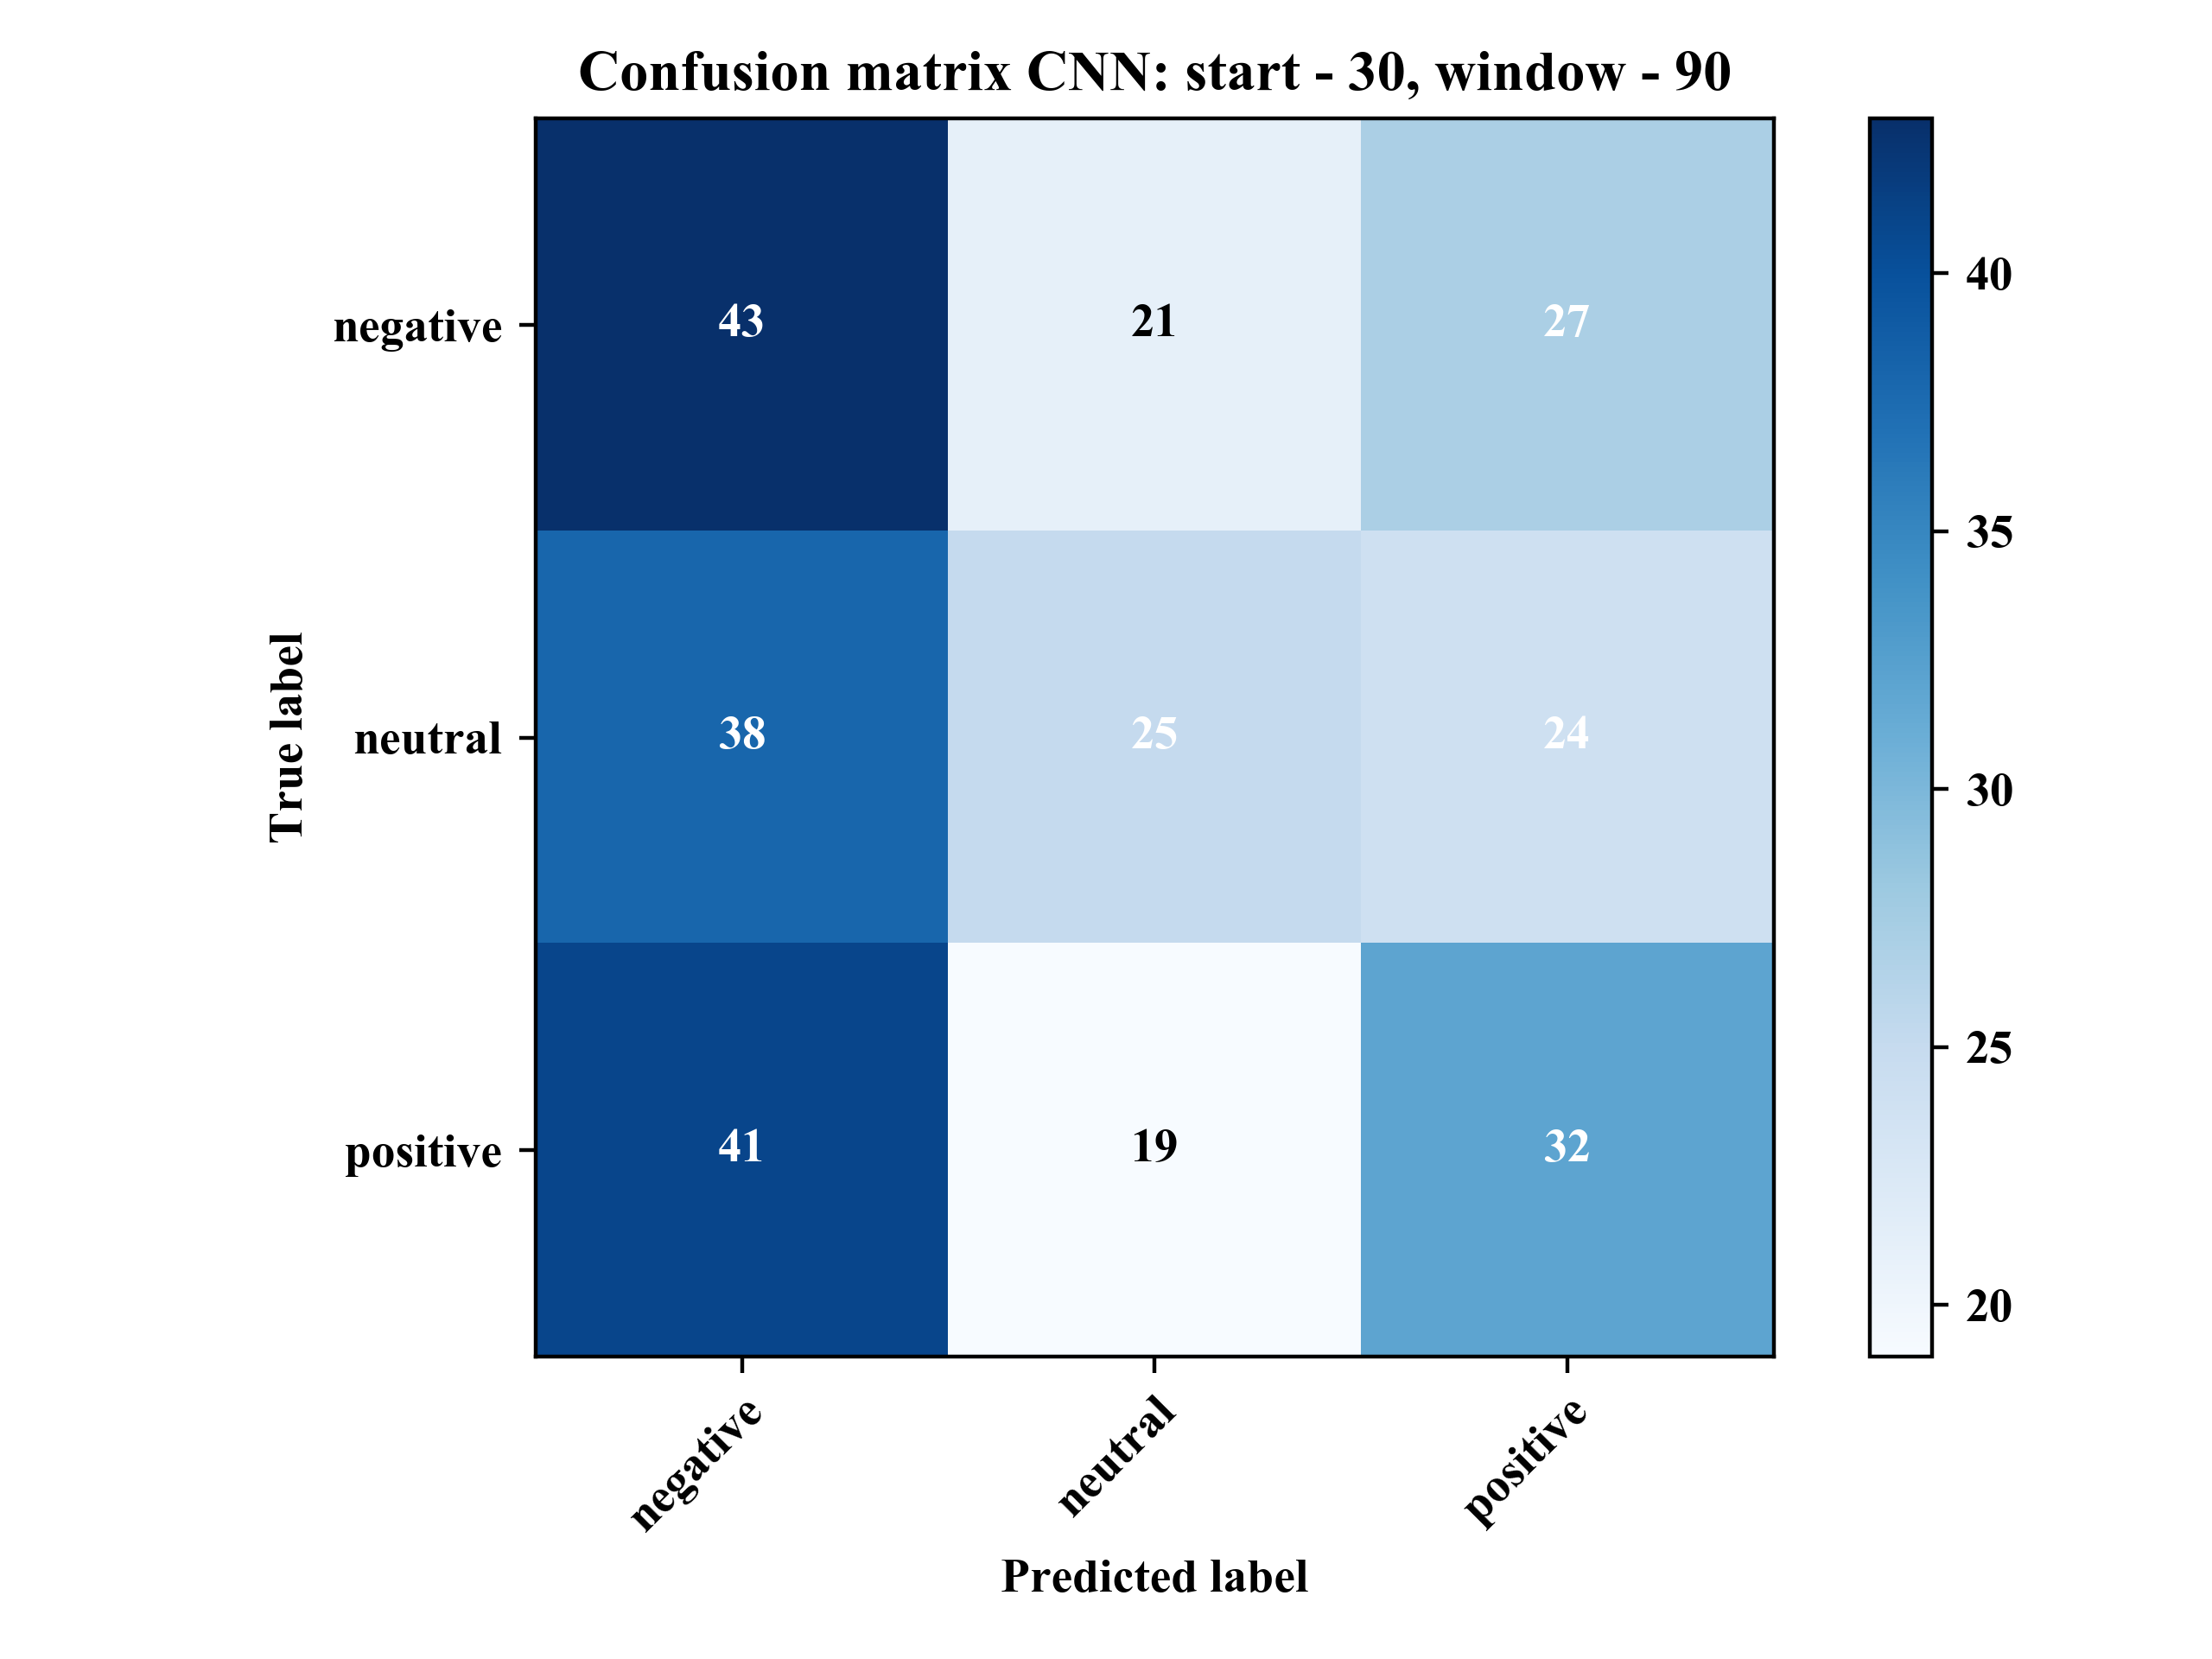 Confusion matrix CNN: start - 30, window - 90
negative 43 21 27
neutral 38 25 24
positive 41 19 32
negative neutral positive
True label
Predicted label
40
35
30
25
20